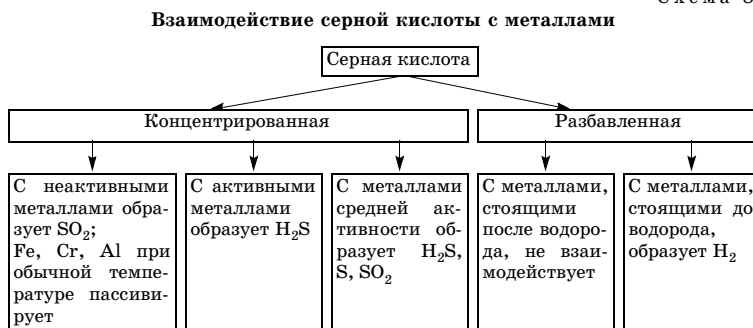 Взаимодействие серной кислоты с металлами
Серная кислота
Концентрированная
Разбавленная
С неактивными
металлами обра-
зует SO₂;
Fe, Cr, Al при
обычной темпе-
ратуре пассиви-
рует
С активными
металлами
образует H₂S
С металлами
средней ак-
тивности об-
разует H₂S,
S, SO₂
С металлами,
стоящими
после водоро-
да, не взаи-
модействует
С металлами,
стоящими до
водорода,
образует H₂